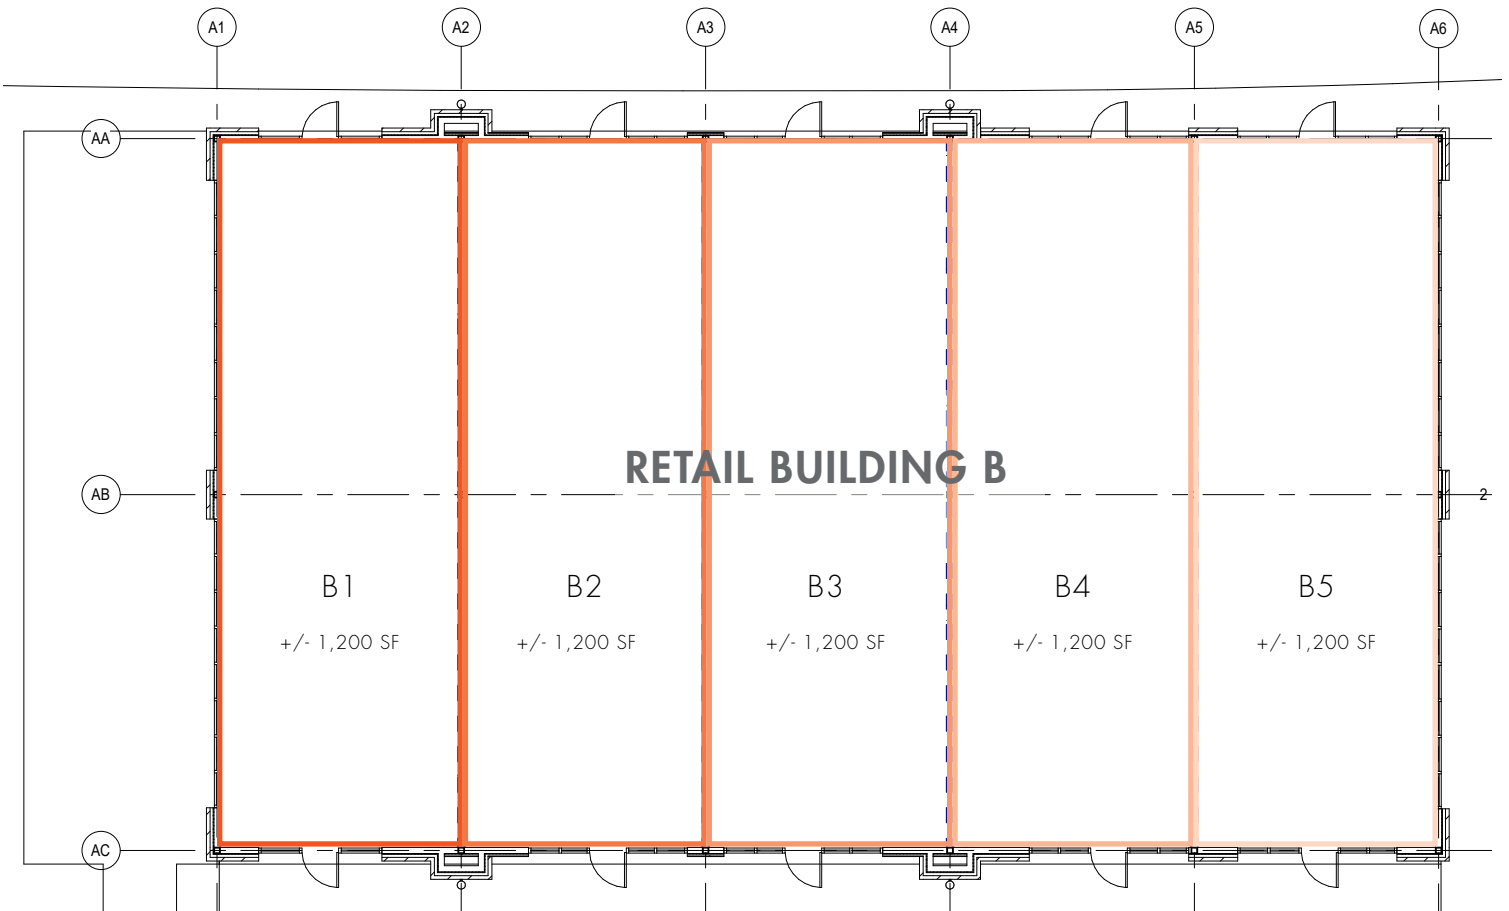 A1 A2 A3 A4 A5 A6
AA
RETAIL BUILDING B
AB 2
B1 B2 B3 B4 B5
+/- 1,200 SF +/- 1,200 SF +/- 1,200 SF +/- 1,200 SF +/- 1,200 SF
AC